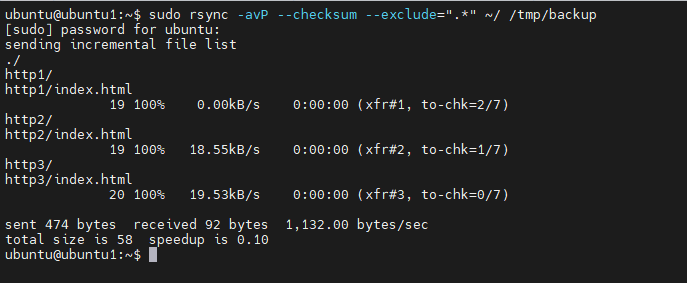 ubuntu@ubuntu1:~$ sudo rsync -avP --checksum --exclude=".*" ~/ /tmp/backup
[sudo] password for ubuntu:
sending incremental file list
./
http1/
http1/index.html
             19 100%    0.00kB/s    0:00:00 (xfr#1, to-chk=2/7)
http2/
http2/index.html
             19 100%   18.55kB/s    0:00:00 (xfr#2, to-chk=1/7)
http3/
http3/index.html
             20 100%   19.53kB/s    0:00:00 (xfr#3, to-chk=0/7)
sent 474 bytes  received 92 bytes  1,132.00 bytes/sec
total size is 58  speedup is 0.10
ubuntu@ubuntu1:~$